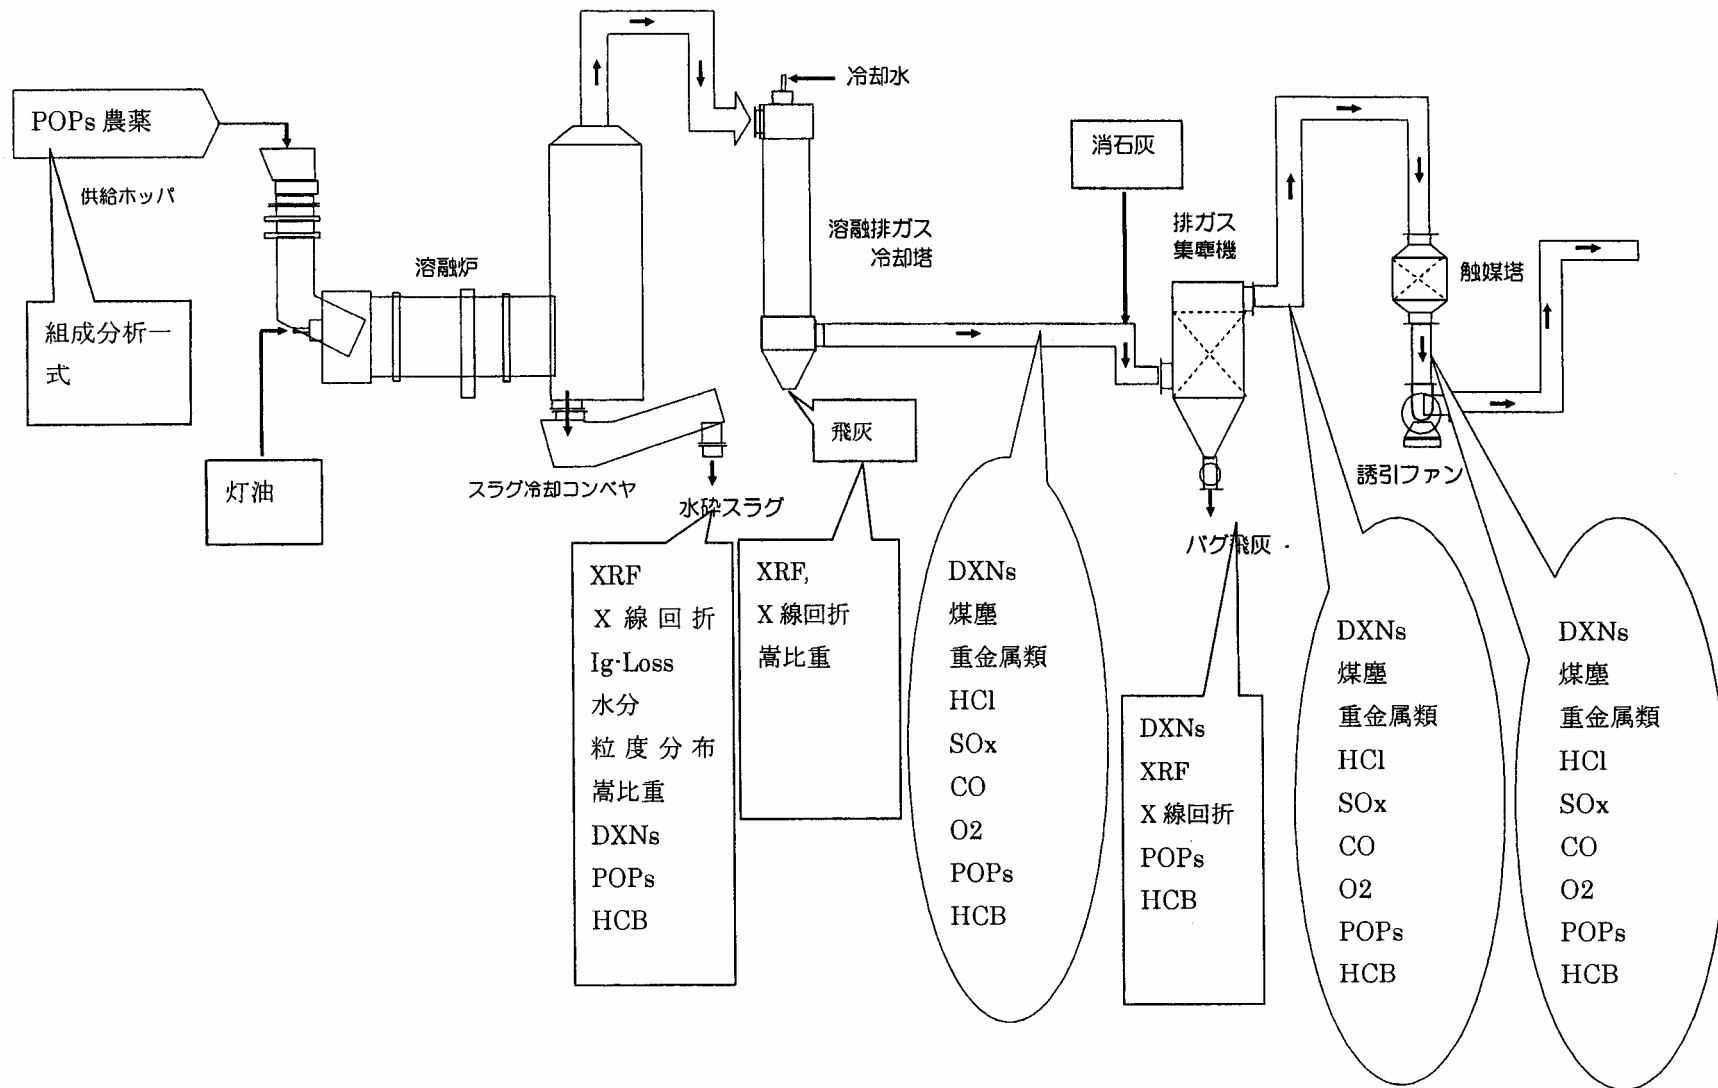 POPs 農薬
供給ホッパ
組成分析一
式
灯油
溶融炉
スラグ冷却コンベヤ
水砕スラグ
XRF
X 線回折
Ig-Loss
水分
粒度分布
嵩比重
DXNs
POPs
HCB
冷却水
溶融排ガス
冷却塔
飛灰
XRF,
X 線回折
嵩比重
DXNs
煤塵
重金属類
HCl
SOx
CO
O2
POPs
HCB
消石灰
排ガス
集塵機
バグ飛灰
DXNs
XRF
X 線回折
POPs
HCB
触媒塔
誘引ファン
DXNs
煤塵
重金属類
HCl
SOx
CO
O2
POPs
HCB
DXNs
煤塵
重金属類
HCl
SOx
CO
O2
POPs
HCB